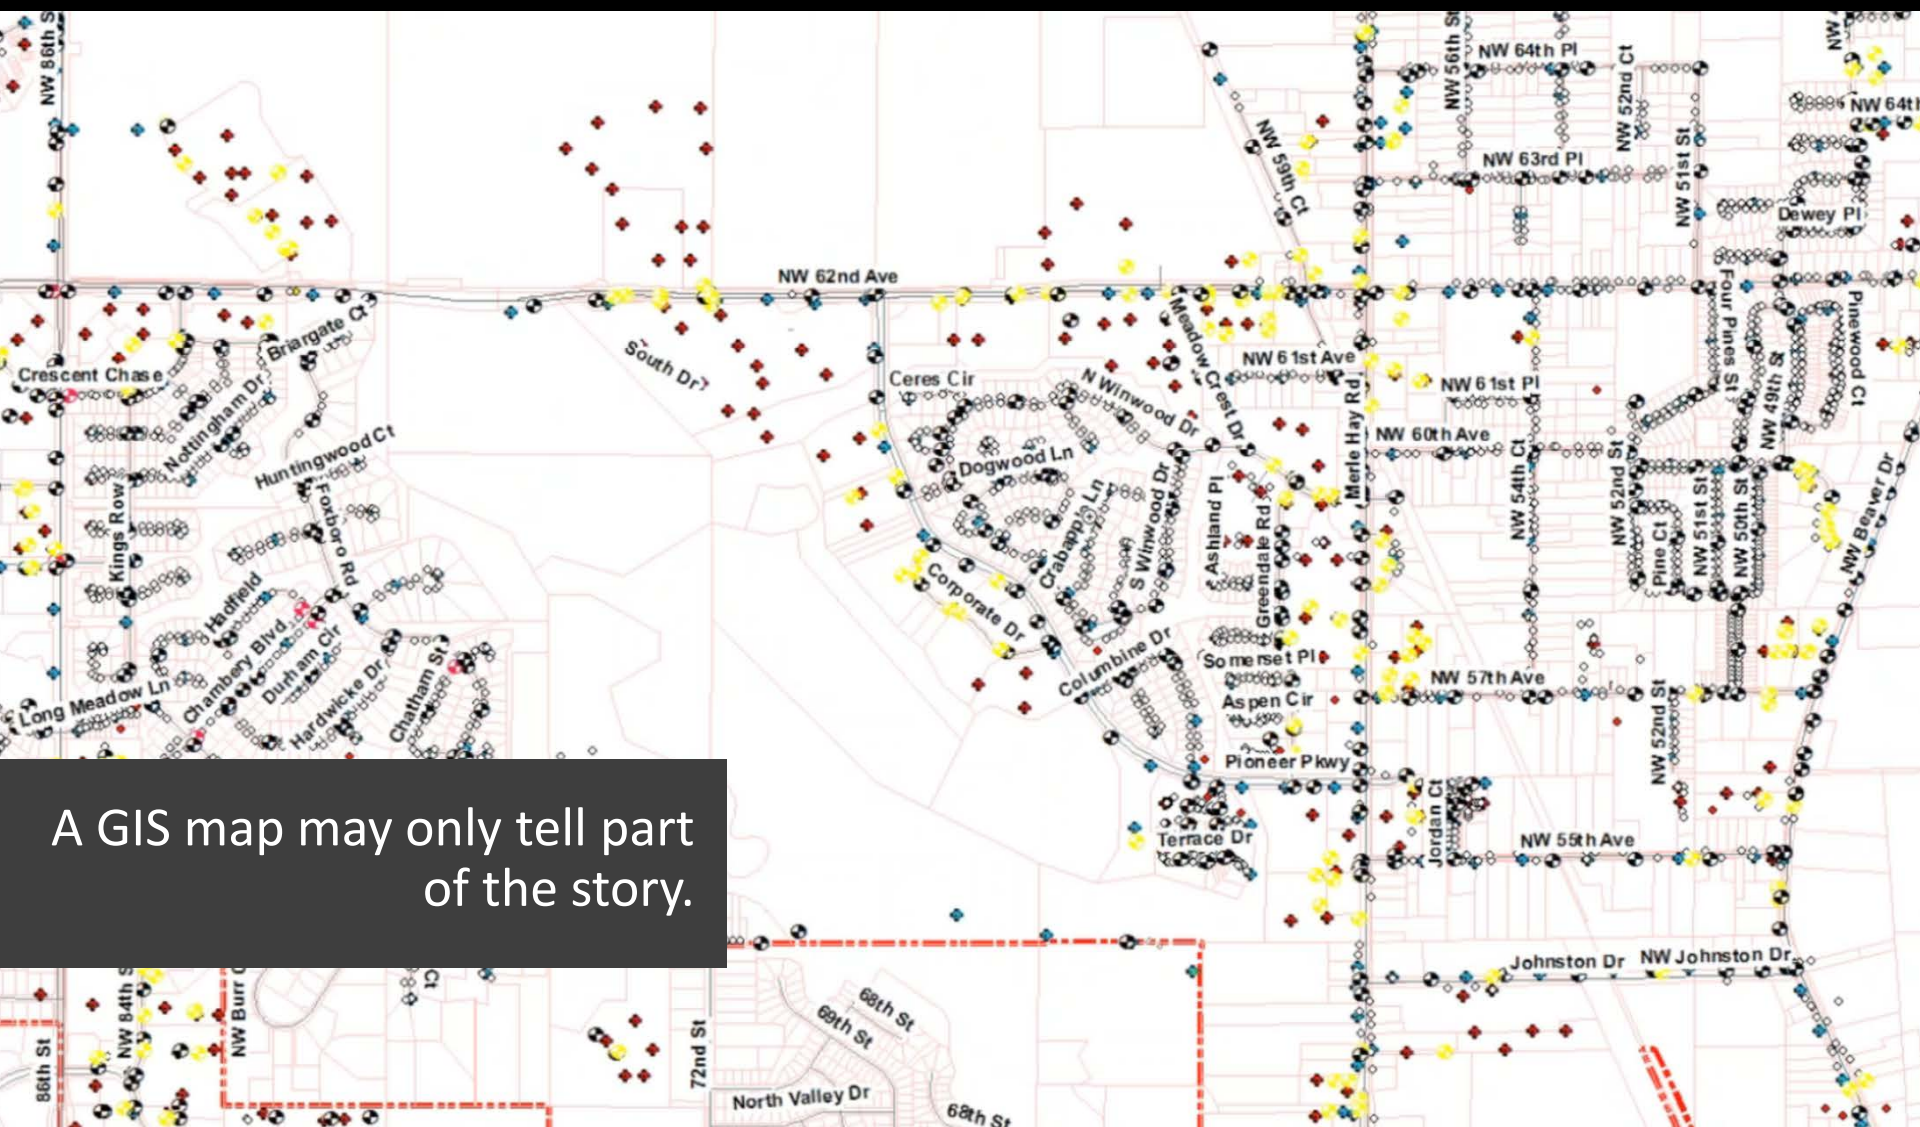 NW 86th S
NW 56th St
NW 64th Pl
NW 52nd Ct
NW
NW 64th
NW 59th Ct
NW 51st St
NW 63rd Pl
Dewey Pl
NW 62nd Ave
Four Pines St
Pinewood Ct
Briargate Ct
Meadow Crest Dr
South Dr
NW 61st Ave
Crescent Chase
Ceres Cir
N Winwood Dr
NW 61st Pl
NW 49th St
Merle Hay Rd
Nottingham Dr
NW 60th Ave
Huntingwood Ct
Dogwood Ln
NW 54th Ct
NW 52nd St
NW Beaver Dr
Kings Row
Foxboro Rd
Crabapple Ln
S Winwood Dr
Ashland Pl
Greendale Rd
Pine Ct
NW 51st St
NW 50th St
Hadfield
Corporate Dr
Chambery Blvd
Durham Cir
Hardwicke Dr
Chatham St
Columbine Dr
Somerset Pl
NW 57th Ave
Long Meadow Ln
Aspen Cir
NW 52nd St
Pioneer Pkwy
Jordan Ct
Terrace Dr
NW 55th Ave
A GIS map may only tell part
of the story.
Johnston Dr
NW Johnston Dr
NW 84th S
NW Burr
Ct
68th St
69th St
86th St
72nd St
North Valley Dr
68th St